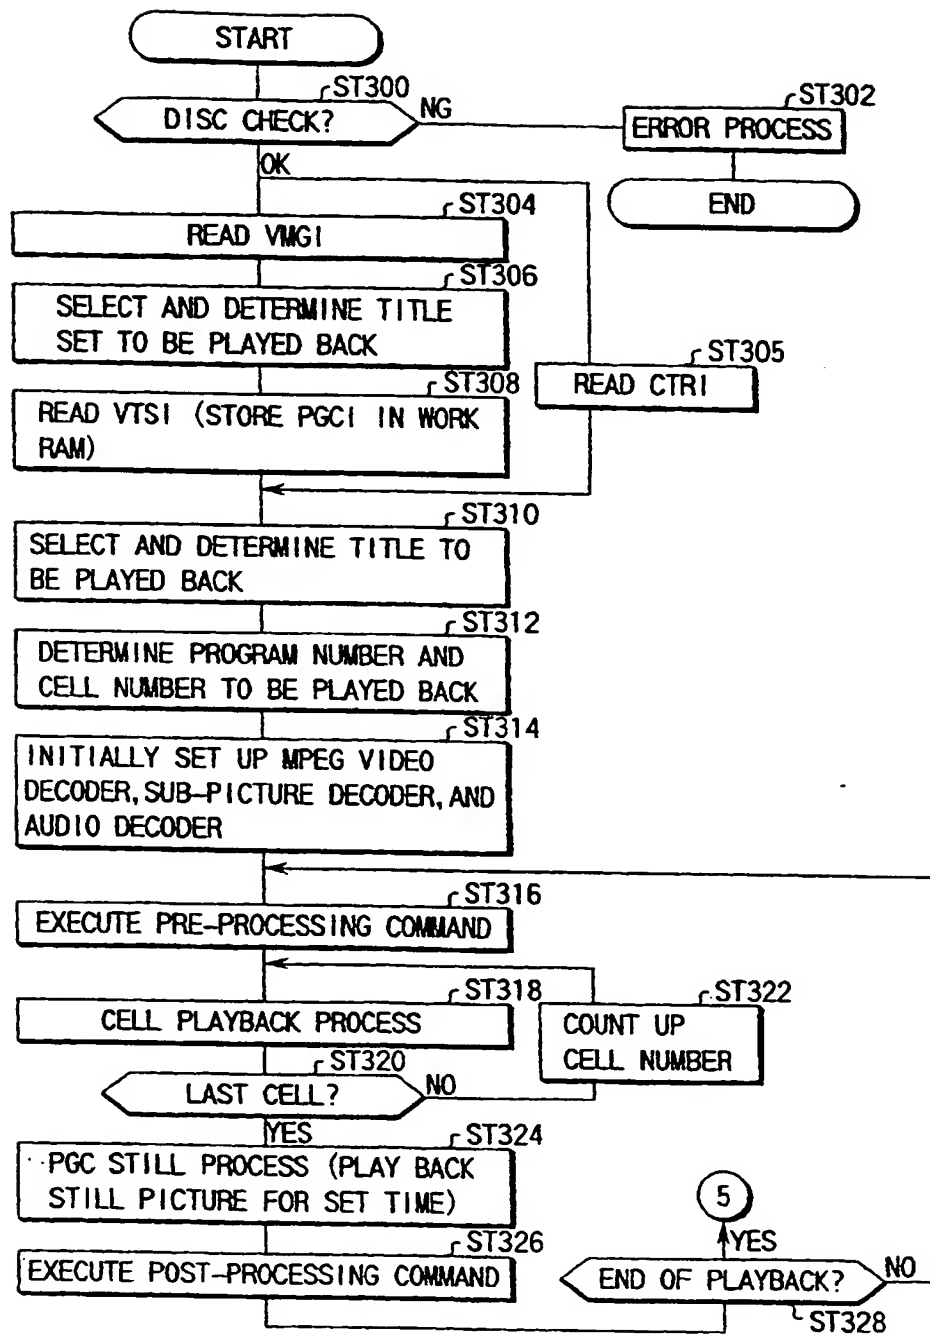 START
ST300
DISC CHECK?
NG
ST302
ERROR PROCESS
END
OK
ST304
READ VMGI
ST306
SELECT AND DETERMINE TITLE
SET TO BE PLAYED BACK
ST305
READ CTRI
ST308
READ VTSI (STORE PGCI IN WORK
RAM)
ST310
SELECT AND DETERMINE TITLE TO
BE PLAYED BACK
ST312
DETERMINE PROGRAM NUMBER AND
CELL NUMBER TO BE PLAYED BACK
ST314
INITIALLY SET UP MPEG VIDEO
DECODER, SUB-PICTURE DECODER, AND
AUDIO DECODER
ST316
EXECUTE PRE-PROCESSING COMMAND
ST318
CELL PLAYBACK PROCESS
ST322
COUNT UP
CELL NUMBER
ST320
LAST CELL?
NO
YES
ST324
PGC STILL PROCESS (PLAY BACK
STILL PICTURE FOR SET TIME)
ST326
EXECUTE POST-PROCESSING COMMAND
5
YES
END OF PLAYBACK?
NO
ST328